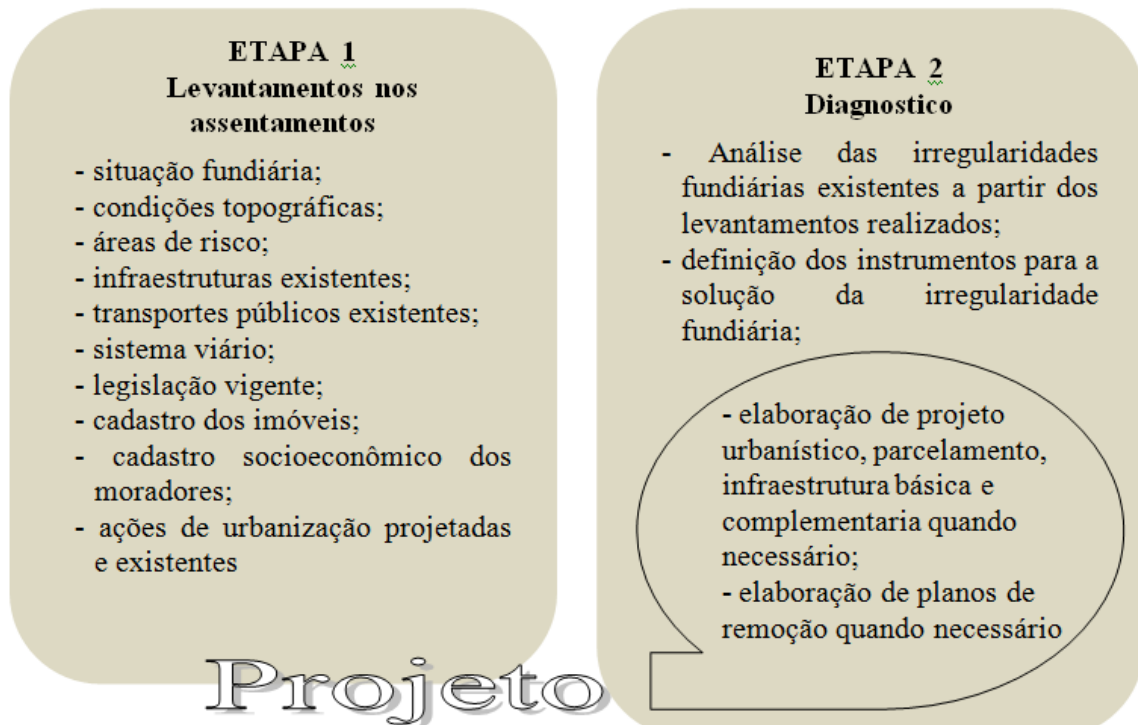 ETAPA 1
Levantamentos nos
assentamentos
- situação fundiária;
- condições topográficas;
- áreas de risco;
- infraestruturas existentes;
- transportes públicos existentes;
- sistema viário;
- legislação vigente;
- cadastro dos imóveis;
- cadastro socioeconômico dos
moradores;
- ações de urbanização projetadas
e existentes
ETAPA 2
Diagnostico
- Análise das irregularidades
fundiárias existentes a partir dos
levantamentos realizados;
- definição dos instrumentos para a
solução da irregularidade
fundiária;
- elaboração de projeto
urbanístico, parcelamento,
infraestrutura básica e
complementaria quando
necessário;
- elaboração de planos de
remoção quando necessário
Projeto